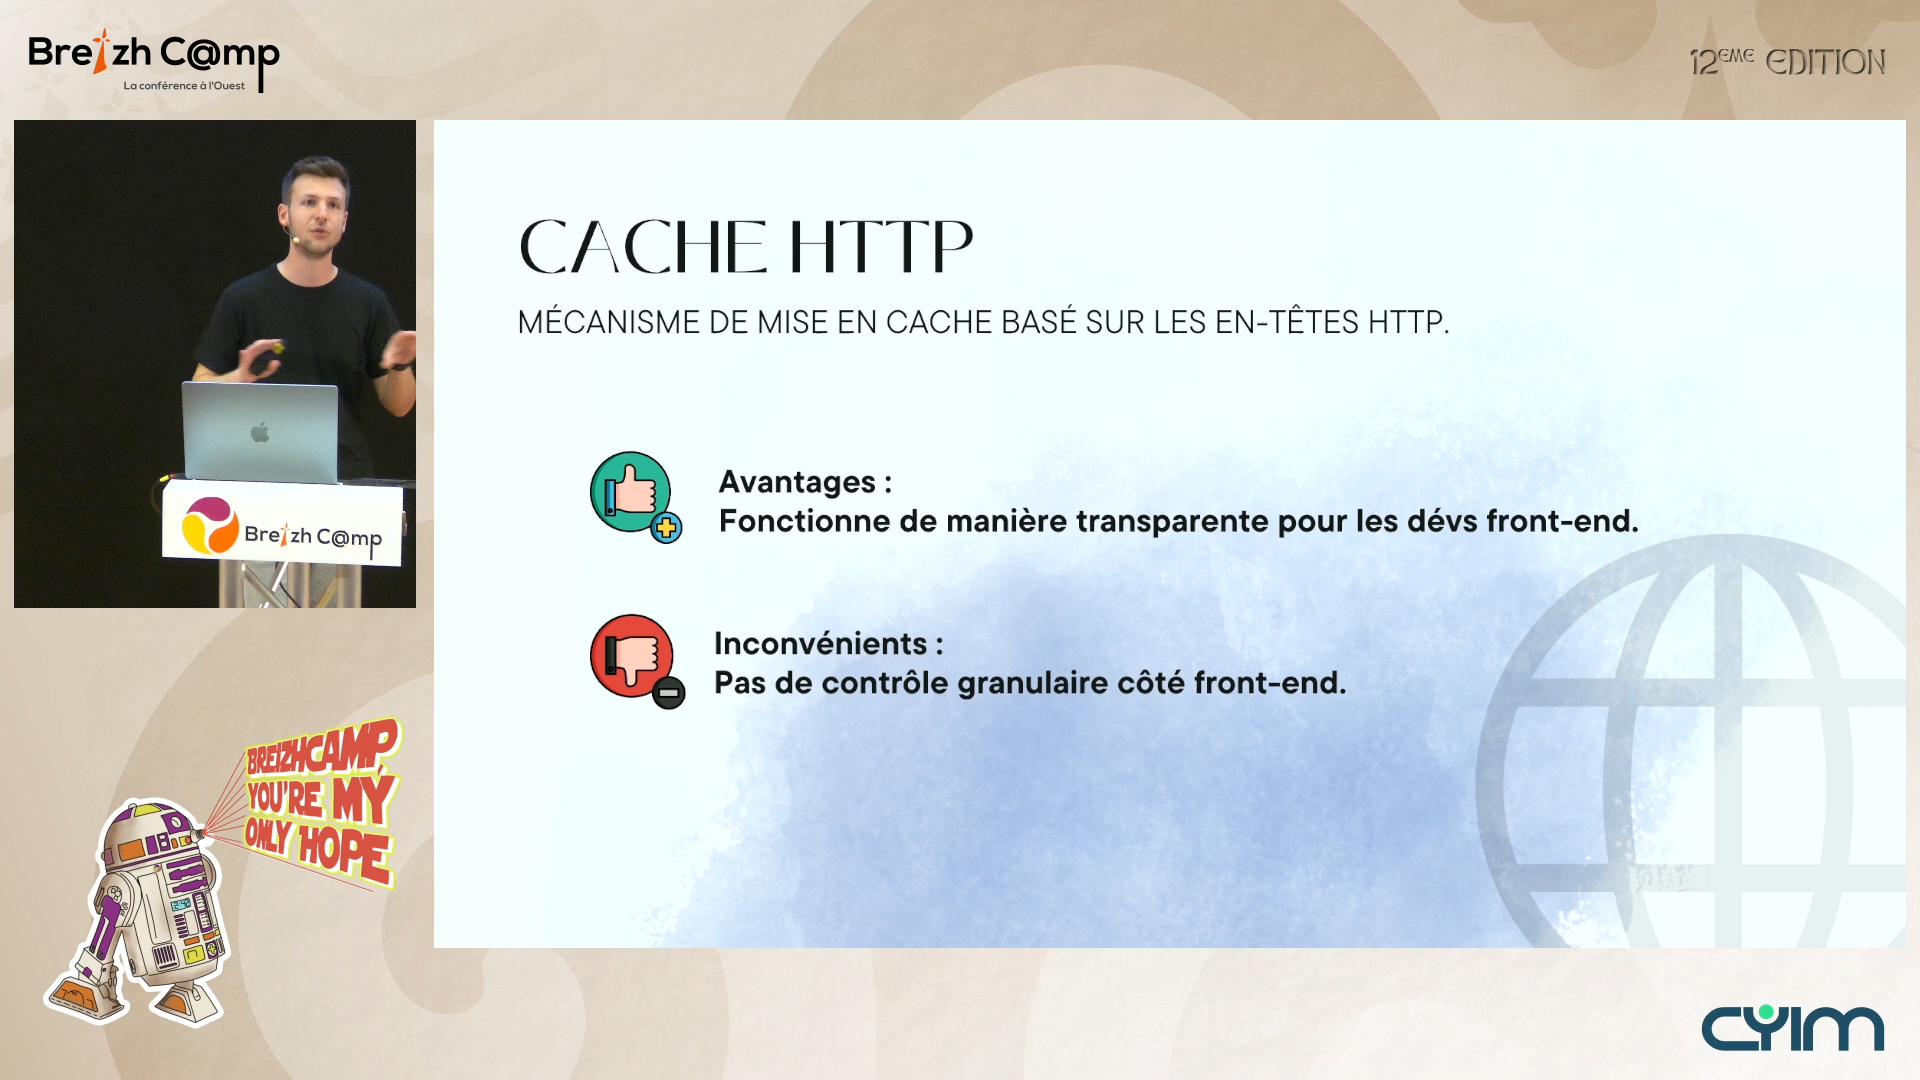 Breizh C@mp
La conférence à l'Ouest
12EME EDITION
CACHE HTTP
MÉCANISME DE MISE EN CACHE BASÉ SUR LES EN-TÊTES HTTP.
Avantages :
Fonctionne de manière transparente pour les dévs front-end.
Inconvénients :
Pas de contrôle granulaire côté front-end.
Breizh C@mp
BREIZHCAMP,
YOU'RE MY
ONLY HOPE
CYIM